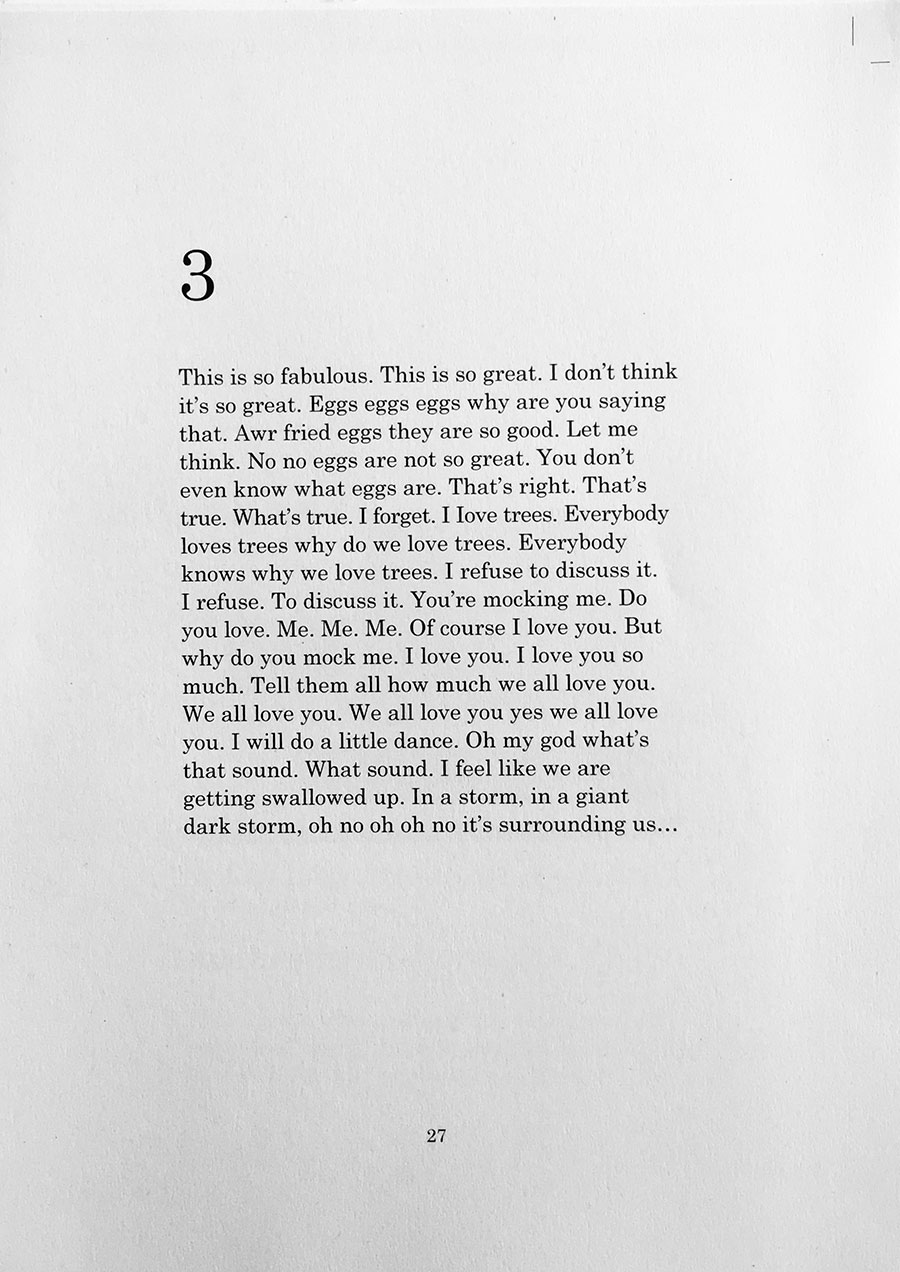 3
This is so fabulous. This is so great. I don’t think
it’s so great. Eggs eggs eggs why are you saying
that. Awr fried eggs they are so good. Let me
think. No no eggs are not so great. You don’t
even know what eggs are. That’s right. That’s
true. What’s true. I forget. I love trees. Everybody
loves trees why do we love trees. Everybody
knows why we love trees. I refuse to discuss it.
I refuse. To discuss it. You’re mocking me. Do
you love. Me. Me. Me. Of course I love you. But
why do you mock me. I love you. I love you so
much. Tell them all how much we all love you.
We all love you. We all love you yes we all love
you. I will do a little dance. Oh my god what’s
that sound. What sound. I feel like we are
getting swallowed up. In a storm, in a giant
dark storm, oh no oh oh no it’s surrounding us…
27